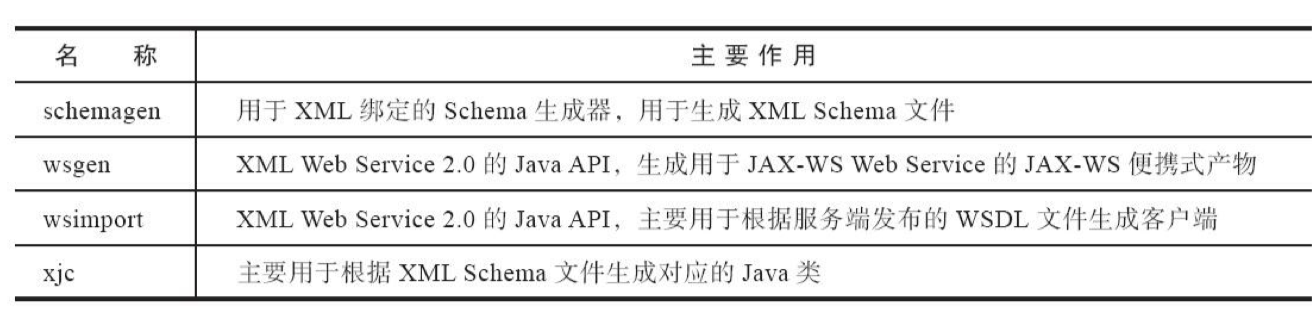 名 称 主 要 作 用
schemagen 用于 XML 绑定的 Schema 生成器，用于生成 XML Schema 文件
wsgen XML Web Service 2.0 的 Java API，生成用于 JAX-WS Web Service 的 JAX-WS 便携式产物
wsimport XML Web Service 2.0 的 Java API，主要用于根据服务端发布的 WSDL 文件生成客户端
xjc 主要用于根据 XML Schema 文件生成对应的 Java 类